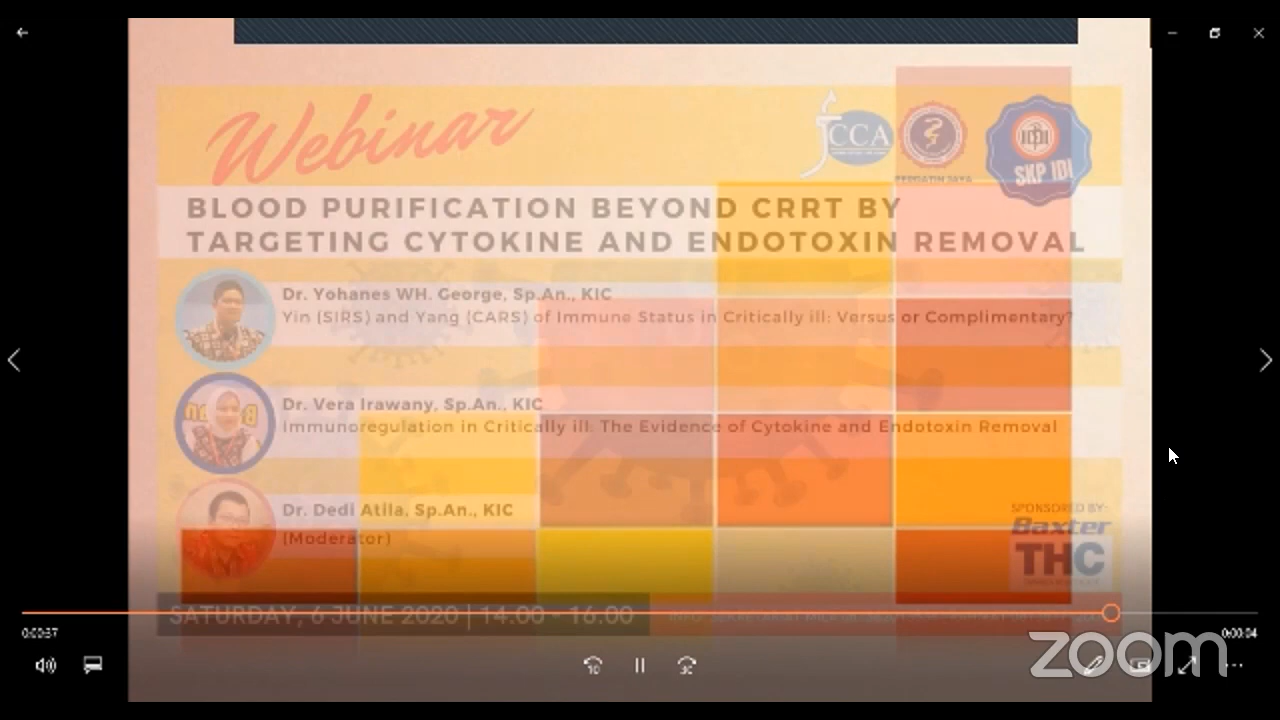 Webinar
JCCA
PERDATIN JAYA
SKP IDI
BLOOD PURIFICATION BEYOND CRRT BY
TARGETING CYTOKINE AND ENDOTOXIN REMOVAL
Dr. Yohanes WH. George, Sp.An., KIC
Yin (SIRS) and Yang (CARS) of Immune Status in Critically ill: Versus or Complimentary?
Dr. Vera Irawany, Sp.An., KIC
Immunoregulation in Critically ill: The Evidence of Cytokine and Endotoxin Removal
Dr. Dedi Atila, Sp.An., KIC
(Moderator)
SPONSORED BY:
Baxter
THC
SATURDAY, 6 JUNE 2020 | 14.00 - 16.00
0:00:37
0:00:04
10
30
zoom